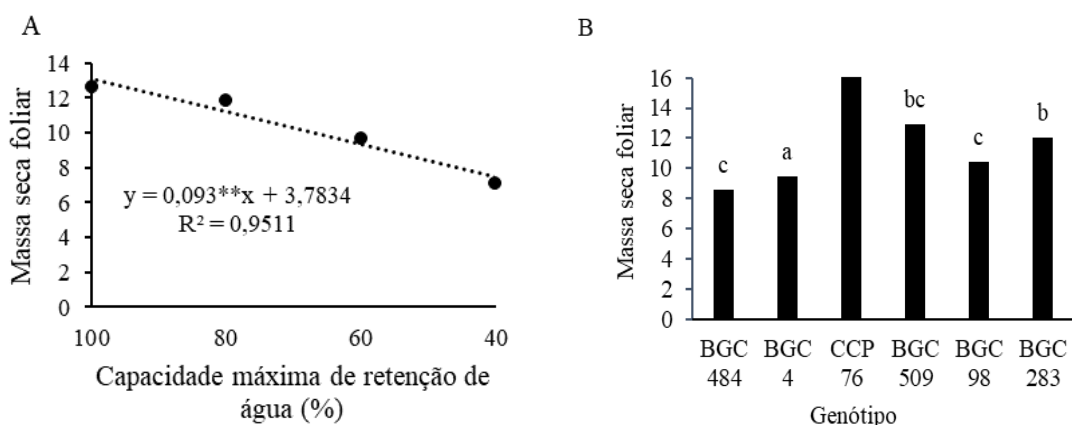 A
Massa seca foliar
14
12
10
8
6
4
2
0
y = 0,093**x + 3,7834
R² = 0,9511
100 80 60 40
Capacidade máxima de retenção de
água (%)
B
Massa seca foliar
16
14
12
10
8
6
4
2
0
c a bc c b
BGC BGC CCP BGC BGC BGC
484 4 76 509 98 283
Genótipo